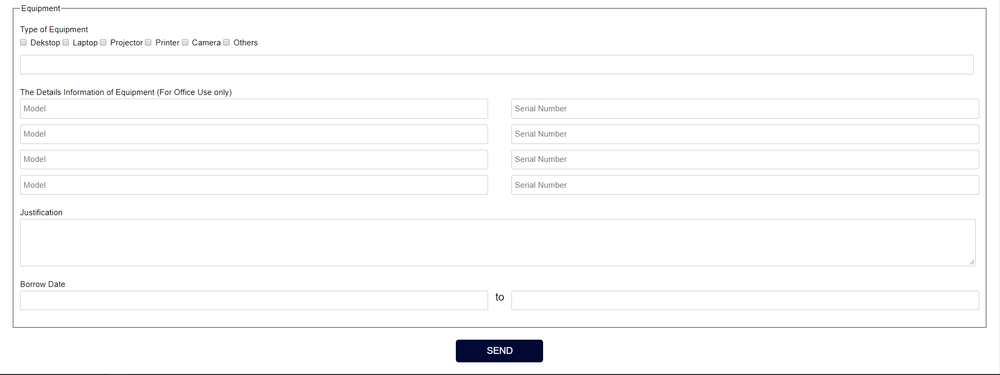 Equipment
Type of Equipment
Dekstop Laptop Projector Printer Camera Others
The Details Information of Equipment (For Office Use only)
Model Serial Number
Model Serial Number
Model Serial Number
Model Serial Number
Justification
Borrow Date
to
SEND